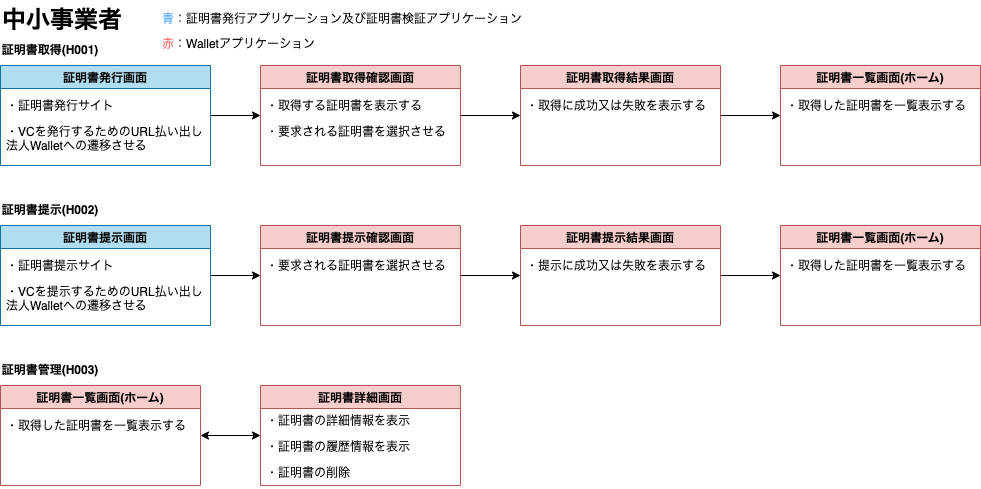 中小事業者
青：証明書発行アプリケーション及び証明書検証アプリケーション
赤：Walletアプリケーション
証明書取得(H001)
証明書発行画面
・証明書発行サイト
・VCを発行するためのURL払い出し
法人Walletへの遷移させる
証明書取得確認画面
・取得する証明書を表示する
・要求される証明書を選択させる
証明書取得結果画面
・取得に成功又は失敗を表示する
証明書一覧画面(ホーム)
・取得した証明書を一覧表示する
証明書提示(H002)
証明書提示画面
・証明書提示サイト
・VCを提示するためのURL払い出し
法人Walletへの遷移させる
証明書提示確認画面
・要求される証明書を選択させる
証明書提示結果画面
・提示に成功又は失敗を表示する
証明書一覧画面(ホーム)
・取得した証明書を一覧表示する
証明書管理(H003)
証明書一覧画面(ホーム)
・取得した証明書を一覧表示する
証明書詳細画面
・証明書の詳細情報を表示
・証明書の履歴情報を表示
・証明書の削除